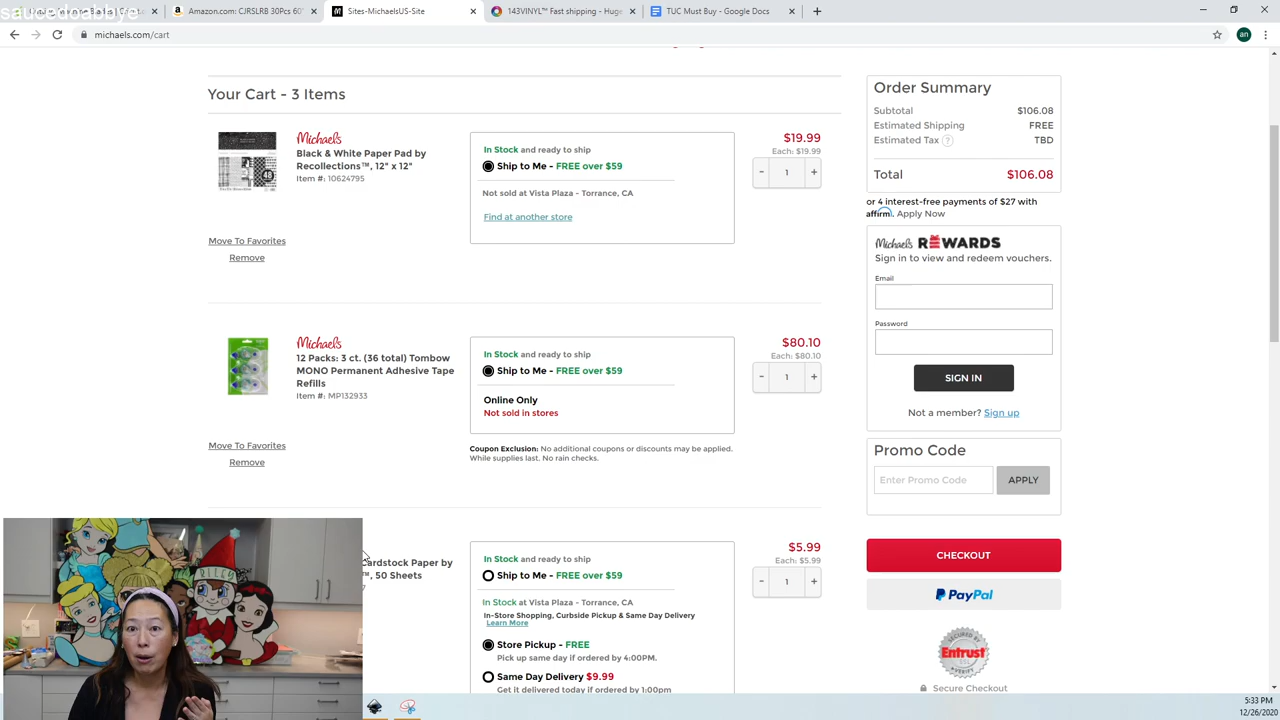 saucedobbie
Amazon.com: CJRSLRB 30Pcs 60
Sites-MichaelsUS-Site
143VINYL™ Fast shipping - Huge
TUC Must Buy - Google Docs
michaels.com/cart
an
Your Cart - 3 Items
Michaels
Black & White Paper Pad by
Recollections™, 12" x 12"
Item #: 10624795
Move To Favorites
Remove
In Stock and ready to ship
Ship to Me - FREE over $59
Not sold at Vista Plaza - Torrance, CA
Find at another store
$19.99
Each: $19.99
- 1 +
Michaels
12 Packs: 3 ct. (36 total) Tombow
MONO Permanent Adhesive Tape
Refills
Item #: MP132933
Move To Favorites
Remove
In Stock and ready to ship
Ship to Me - FREE over $59
Online Only
Not sold in stores
Coupon Exclusion: No additional coupons or discounts may be applied.
While supplies last. No rain checks.
$80.10
Each: $80.10
- 1 +
Cardstock Paper by
™, 50 Sheets
In Stock and ready to ship
Ship to Me - FREE over $59
In Stock at Vista Plaza - Torrance, CA
In-Store Shopping, Curbside Pickup & Same Day Delivery
Learn More
Store Pickup - FREE
Pick up same day if ordered by 4:00PM.
Same Day Delivery $9.99
Get it delivered today if ordered by 1:00pm
$5.99
Each: $5.99
- 1 +
Order Summary
Subtotal $106.08
Estimated Shipping FREE
Estimated Tax ? TBD
Total $106.08
or 4 interest-free payments of $27 with
affirm. Apply Now
Michaels REWARDS
Sign in to view and redeem vouchers.
Email
Password
SIGN IN
Not a member? Sign up
Promo Code
Enter Promo Code APPLY
CHECKOUT
PayPal
SECURED BY
Entrust
SSL
Secure Checkout
RILEY
5:33 PM
12/26/2020